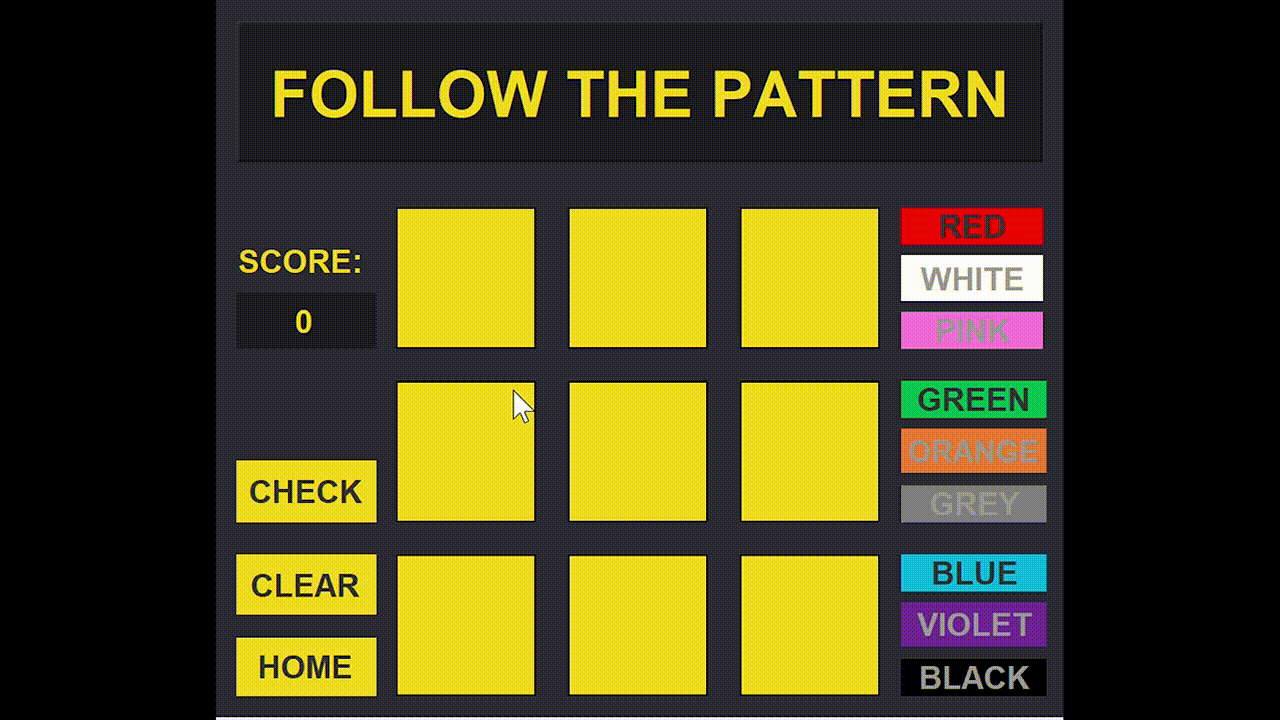 FOLLOW THE PATTERN
SCORE:
0
CHECK
CLEAR
HOME
RED
WHITE
PINK
GREEN
ORANGE
GREY
BLUE
VIOLET
BLACK